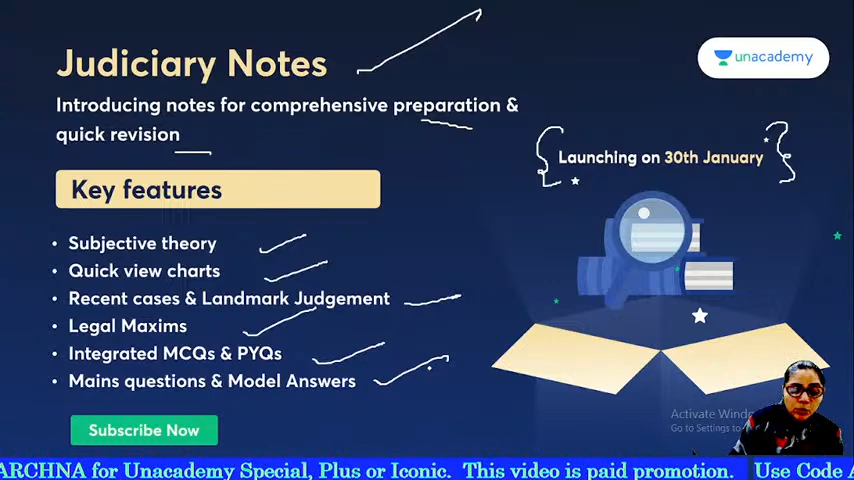 Judiciary Notes
unacademy
Introducing notes for comprehensive preparation &
quick revision
Launching on 30th January
Key features
• Subjective theory
• Quick view charts
• Recent cases & Landmark Judgement
• Legal Maxims
• Integrated MCQs & PYQs
• Mains questions & Model Answers
Activate
Go to Settings to
Subscribe Now
ARCHNA for Unacademy Special, Plus or Iconic. This video is paid promotion. Use Code